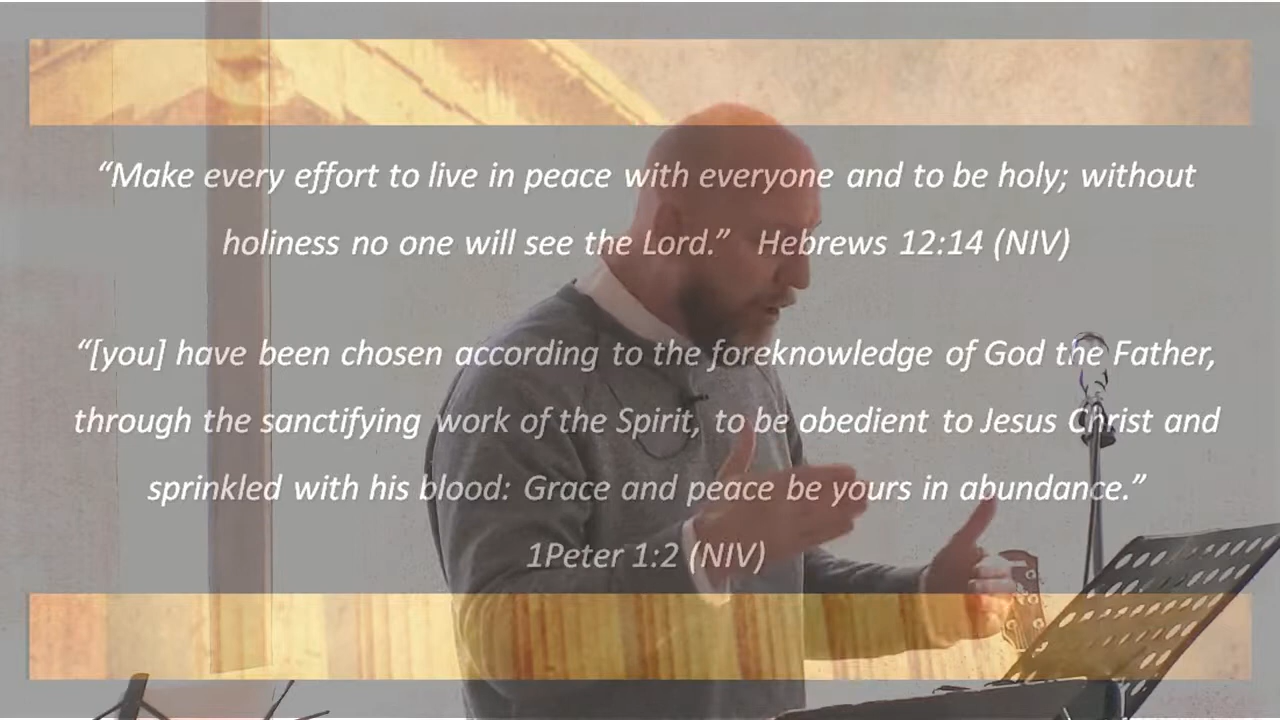 “Make every effort to live in peace with everyone and to be holy; without
holiness no one will see the Lord.” Hebrews 12:14 (NIV)
“[you] have been chosen according to the foreknowledge of God the Father,
through the sanctifying work of the Spirit, to be obedient to Jesus Christ and
sprinkled with his blood: Grace and peace be yours in abundance.”
1Peter 1:2 (NIV)